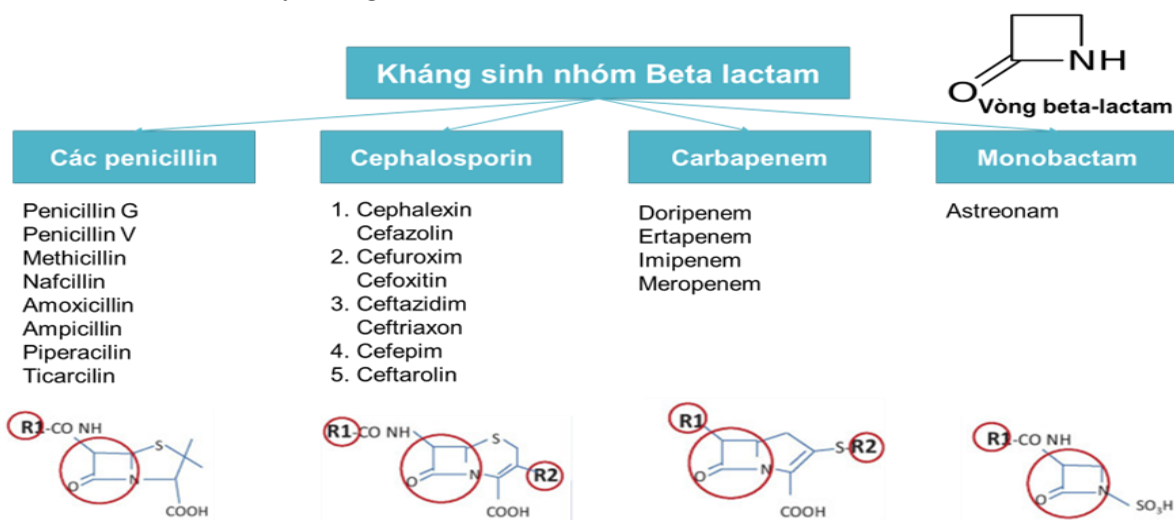 Kháng sinh nhóm Beta lactam
NH
O
Vòng beta-lactam
Các penicillin
Penicillin G
Penicillin V
Methicillin
Nafcillin
Amoxicillin
Ampicillin
Piperacilin
Ticarcilin
R1-CO NH
S
O
N
COOH
Cephalosporin
1. Cephalexin
Cefazolin
2. Cefuroxim
Cefoxitin
3. Ceftazidim
Ceftriaxon
4. Cefepim
5. Ceftarolin
R1-CO NH
S
O
N
R2
COOH
Carbapenem
Doripenem
Ertapenem
Imipenem
Meropenem
R1
S-R2
O
N
COOH
Monobactam
Astreonam
R1-CO NH
O
N
SO₃H